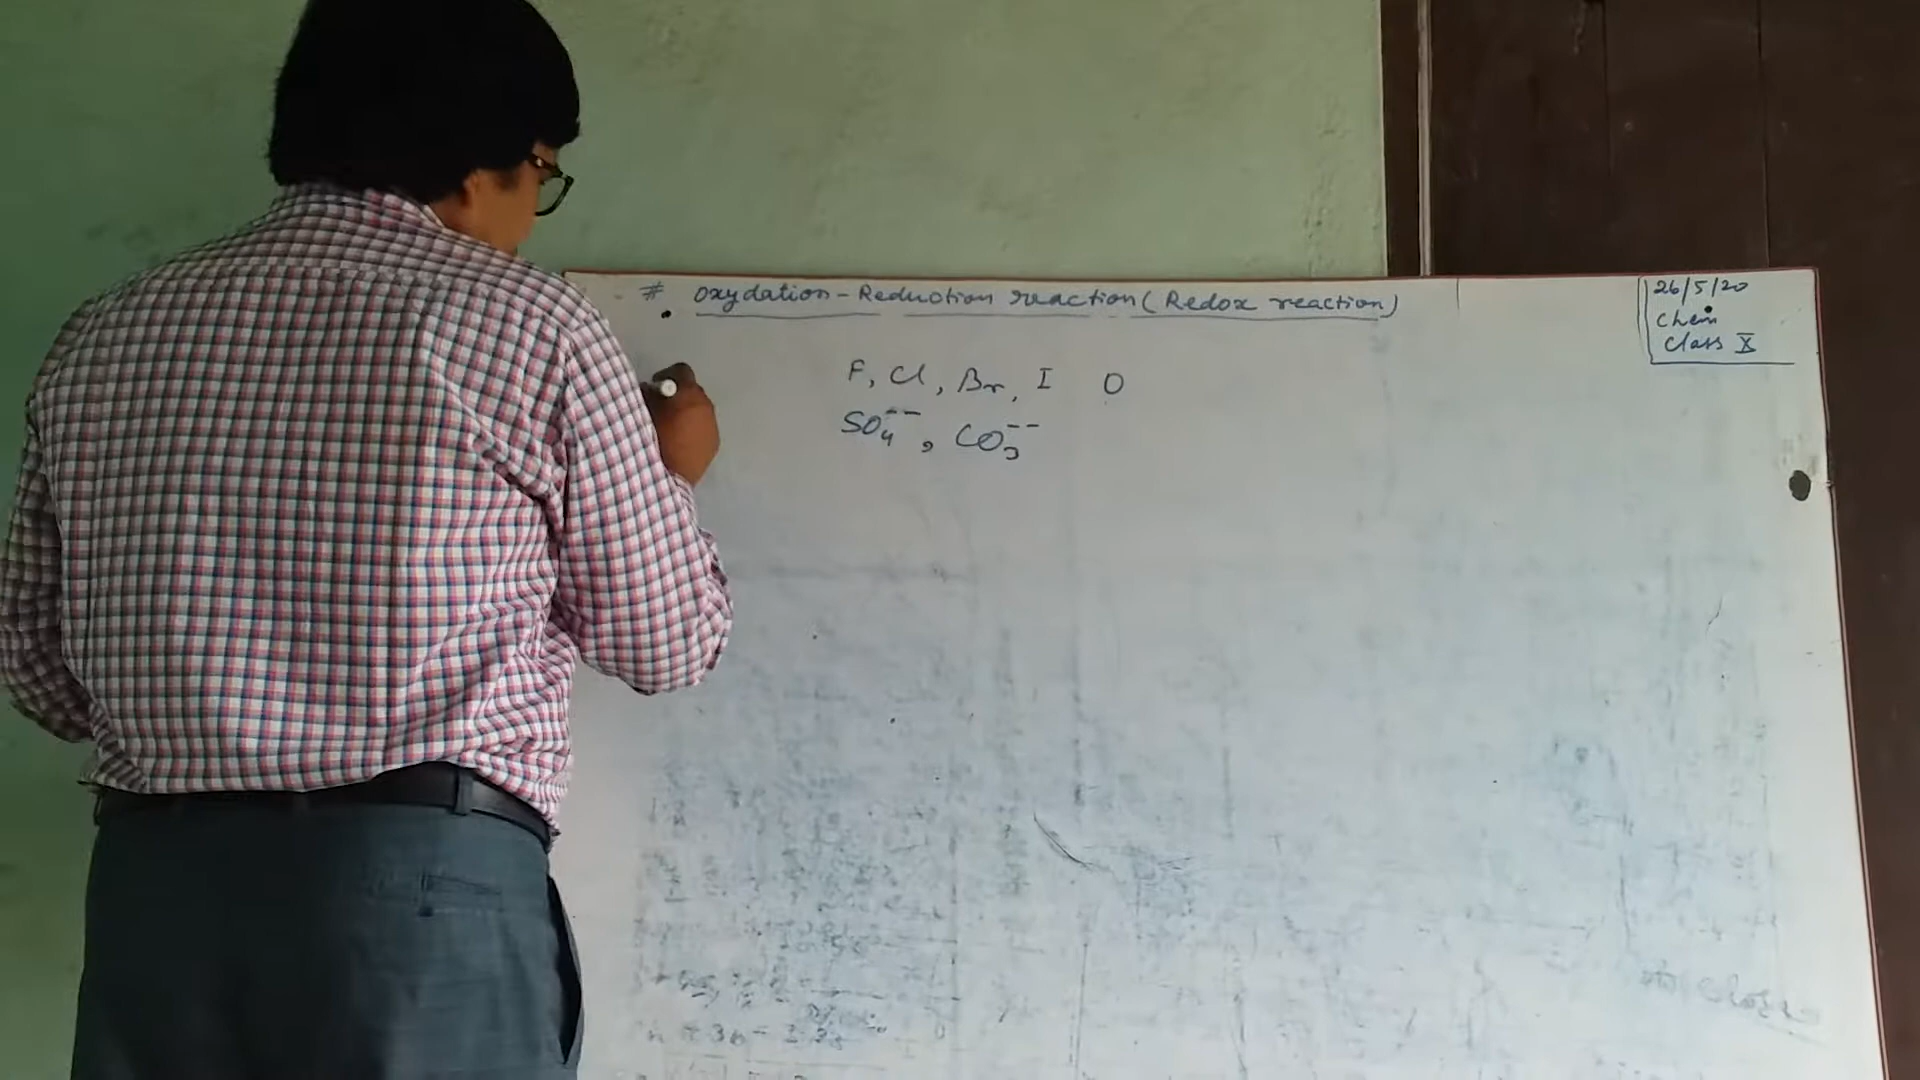 # Oxydation - Reduction reaction (Redox reaction)
26/5/20
Chem
Class X
F, Cl, Br, I O
SO₄⁻⁻, CO₃⁻⁻